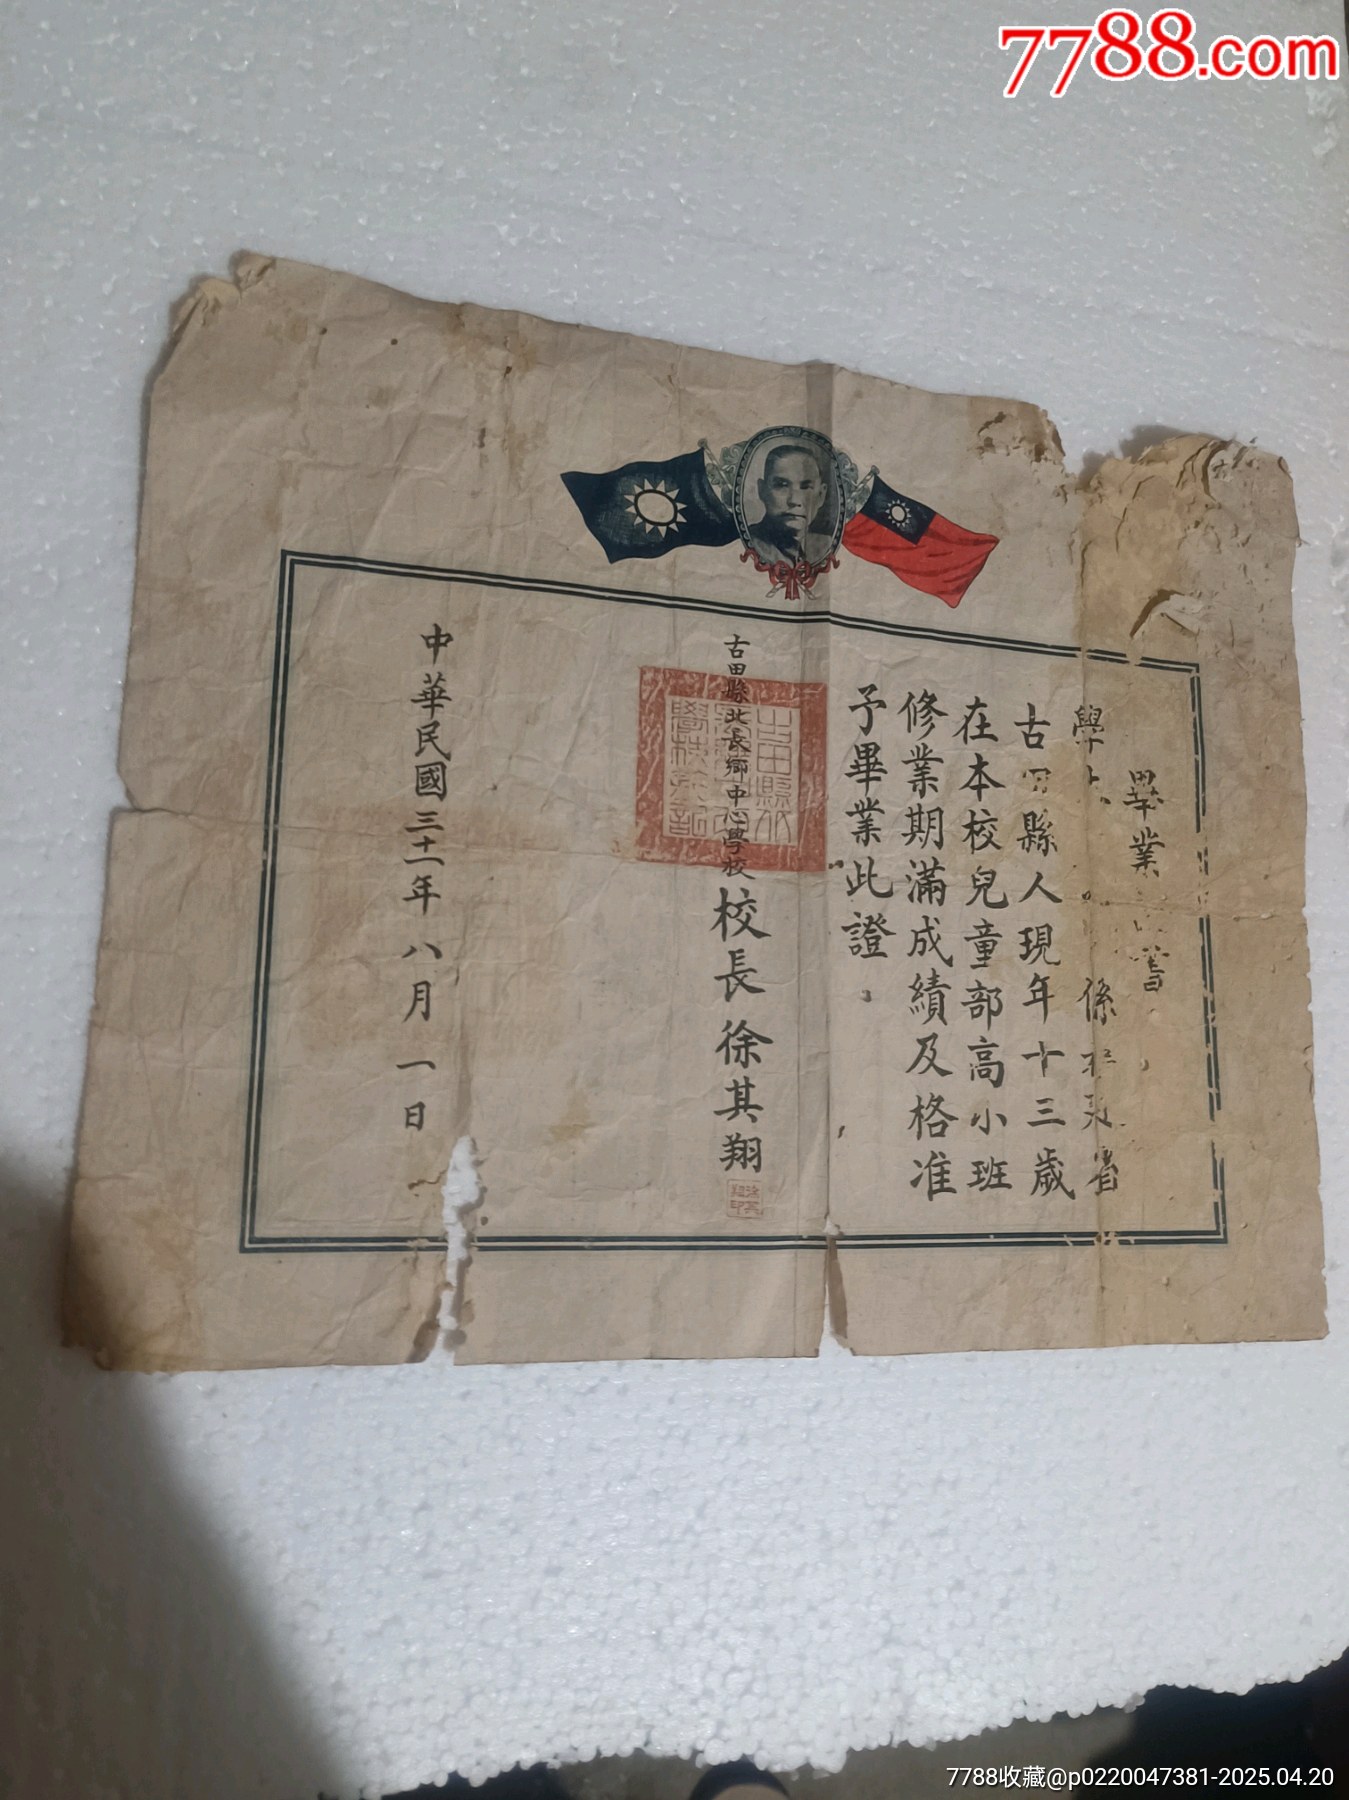 7788.com
畢業 書
學 係 省
古田縣人現年十三歲
在本校兒童部高小班
修業期滿成績及格准
予畢業此證
古田縣北長鄉中心學校校長徐其翔
中華民國三十一年八月一日
7788收藏@p0220047381-2025.04.20